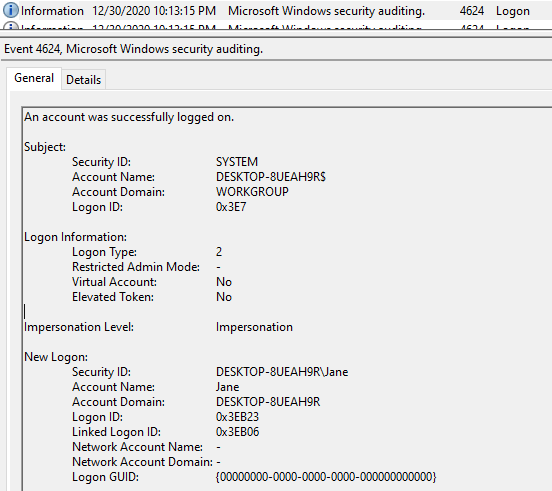 Information 12/30/2020 10:13:15 PM Microsoft Windows security auditing. 4624 Logon
Information 12/30/2020 10:13:15 PM Microsoft Windows security auditing. 4624 Logon
Event 4624, Microsoft Windows security auditing.
General Details
An account was successfully logged on.
Subject:
Security ID: SYSTEM
Account Name: DESKTOP-8UEAH9R$
Account Domain: WORKGROUP
Logon ID: 0x3E7
Logon Information:
Logon Type: 2
Restricted Admin Mode: -
Virtual Account: No
Elevated Token: No
Impersonation Level: Impersonation
New Logon:
Security ID: DESKTOP-8UEAH9R\Jane
Account Name: Jane
Account Domain: DESKTOP-8UEAH9R
Logon ID: 0x3EB23
Linked Logon ID: 0x3EB06
Network Account Name: -
Network Account Domain: -
Logon GUID: {00000000-0000-0000-0000-000000000000}